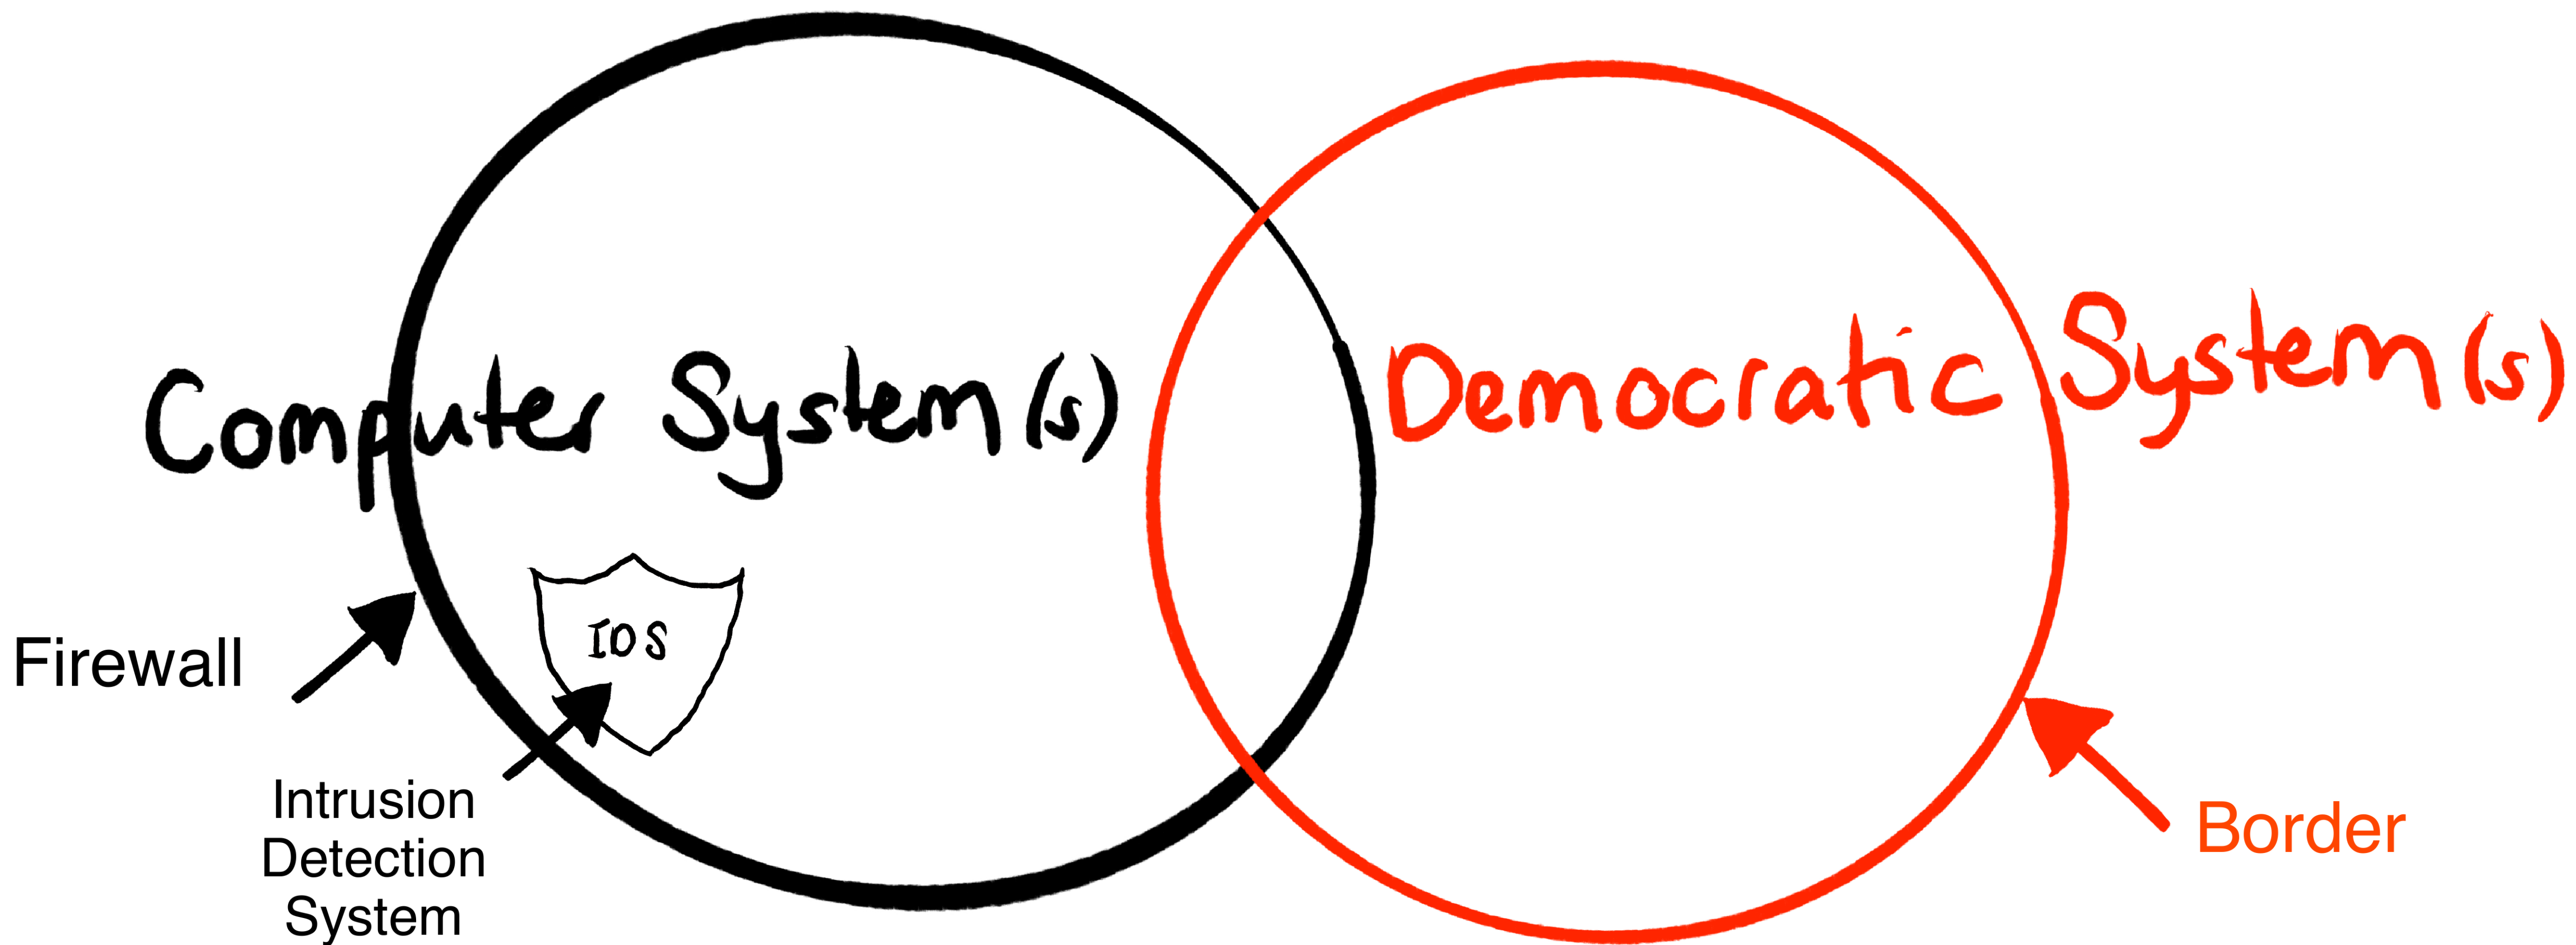 Computer System(s)
Democratic System(s)
IDS
Firewall
Intrusion
Detection
System
Border